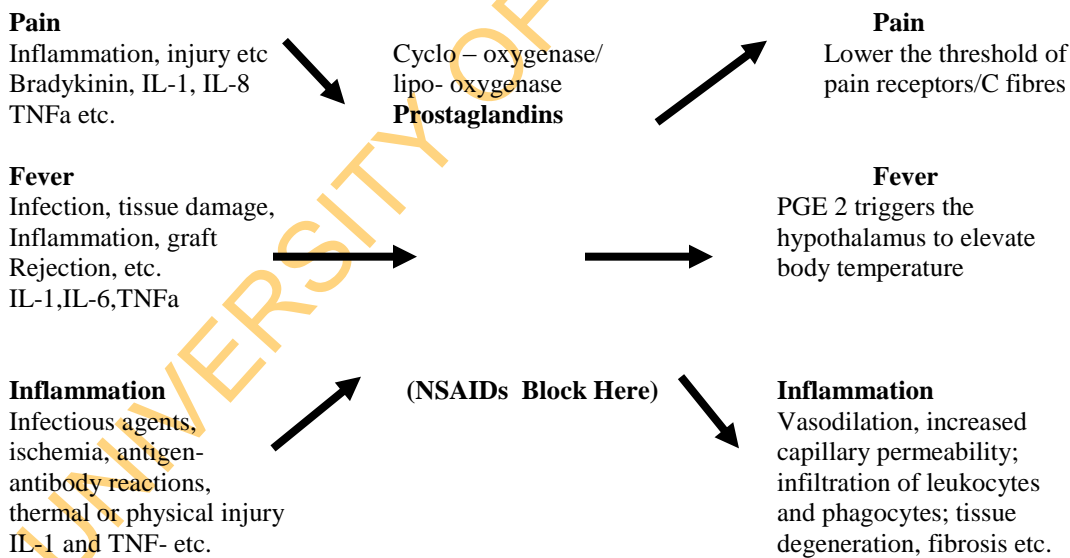 Pain
Inflammation, injury etc
Bradykinin, IL-1, IL-8
TNFa etc.
Cyclo – oxygenase/
lipo- oxygenase
Prostaglandins
Pain
Lower the threshold of
pain receptors/C fibres
Fever
Infection, tissue damage,
Inflammation, graft
Rejection, etc.
IL-1,IL-6,TNFa
Fever
PGE 2 triggers the
hypothalamus to elevate
body temperature
Inflammation
Infectious agents,
ischemia, antigen-
antibody reactions,
thermal or physical injury
IL-1 and TNF- etc.
(NSAIDs Block Here)
Inflammation
Vasodilation, increased
capillary permeability;
infiltration of leukocytes
and phagocytes; tissue
degeneration, fibrosis etc.
UNIVERSITY OF